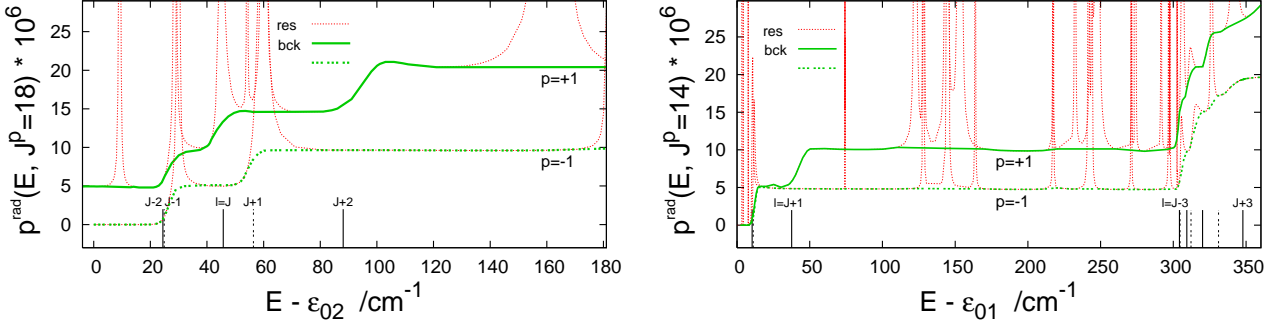 p^rad(E, J^p=18) * 10^6
25
20
15
10
5
0
res
bck
p=+1
p=-1
J-2 J-1 l=J J+1 J+2
0 20 40 60 80 100 120 140 160 180
E - ε_02 /cm^-1
p^rad(E, J^p=14) * 10^6
25
20
15
10
5
0
res
bck
p=+1
p=-1
l=J+1 l=J-3 J+3
0 50 100 150 200 250 300 350
E - ε_01 /cm^-1